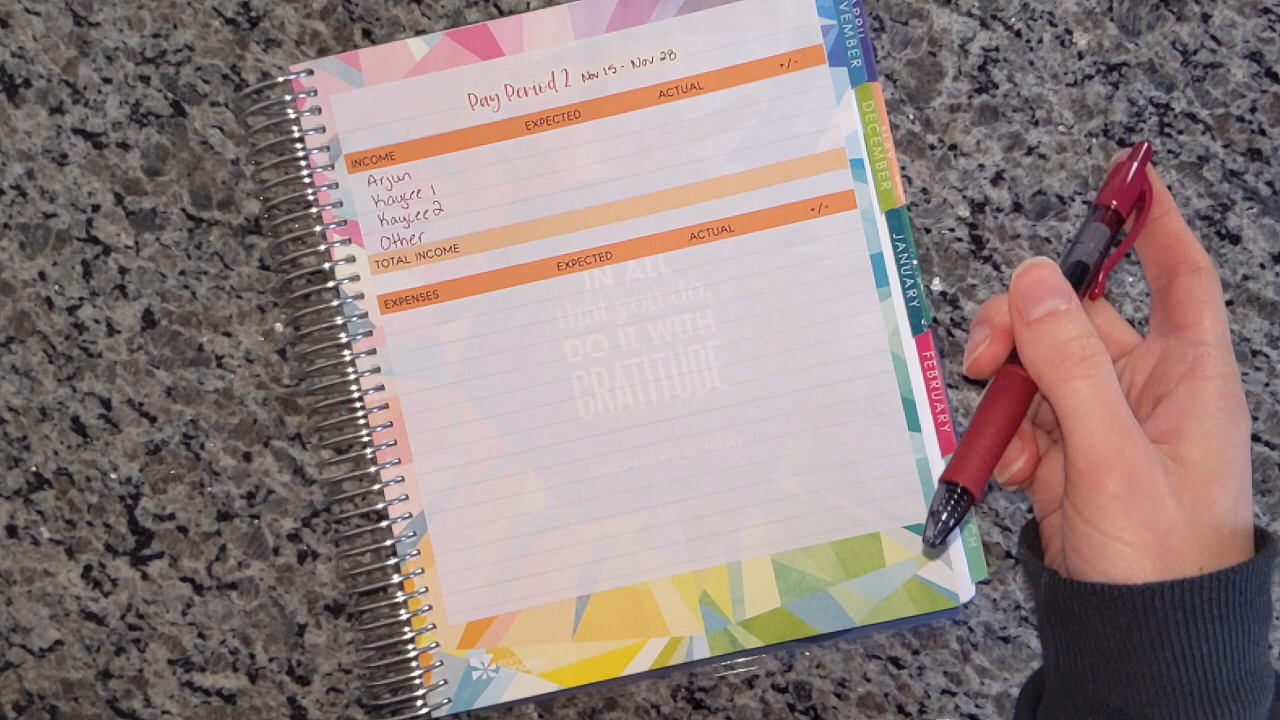 Pay Period 2 Nov 15 - Nov 28
INCOME EXPECTED ACTUAL +/-
Arjun
Kaycee 1
Kaycee 2
Other
TOTAL INCOME
EXPENSES EXPECTED ACTUAL +/-
IN ALL
that you do,
DO IT WITH
GRATITUDE
DECEMBER
JANUARY
FEBRUARY